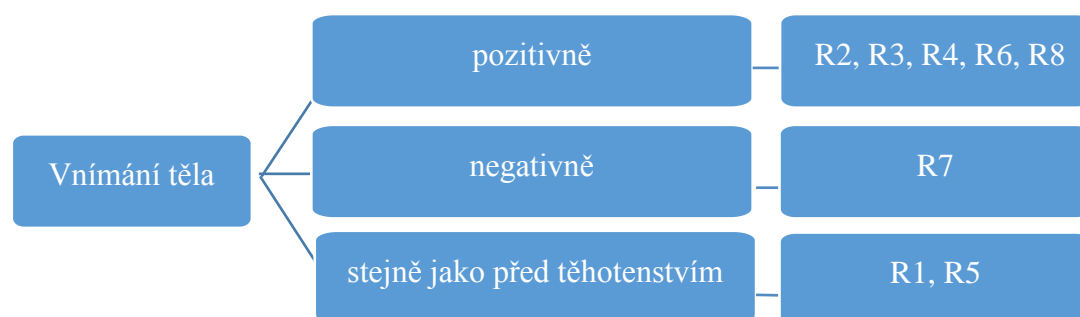 pozitivně
R2, R3, R4, R6, R8
Vnímání těla
negativně
R7
stejně jako před těhotenstvím
R1, R5